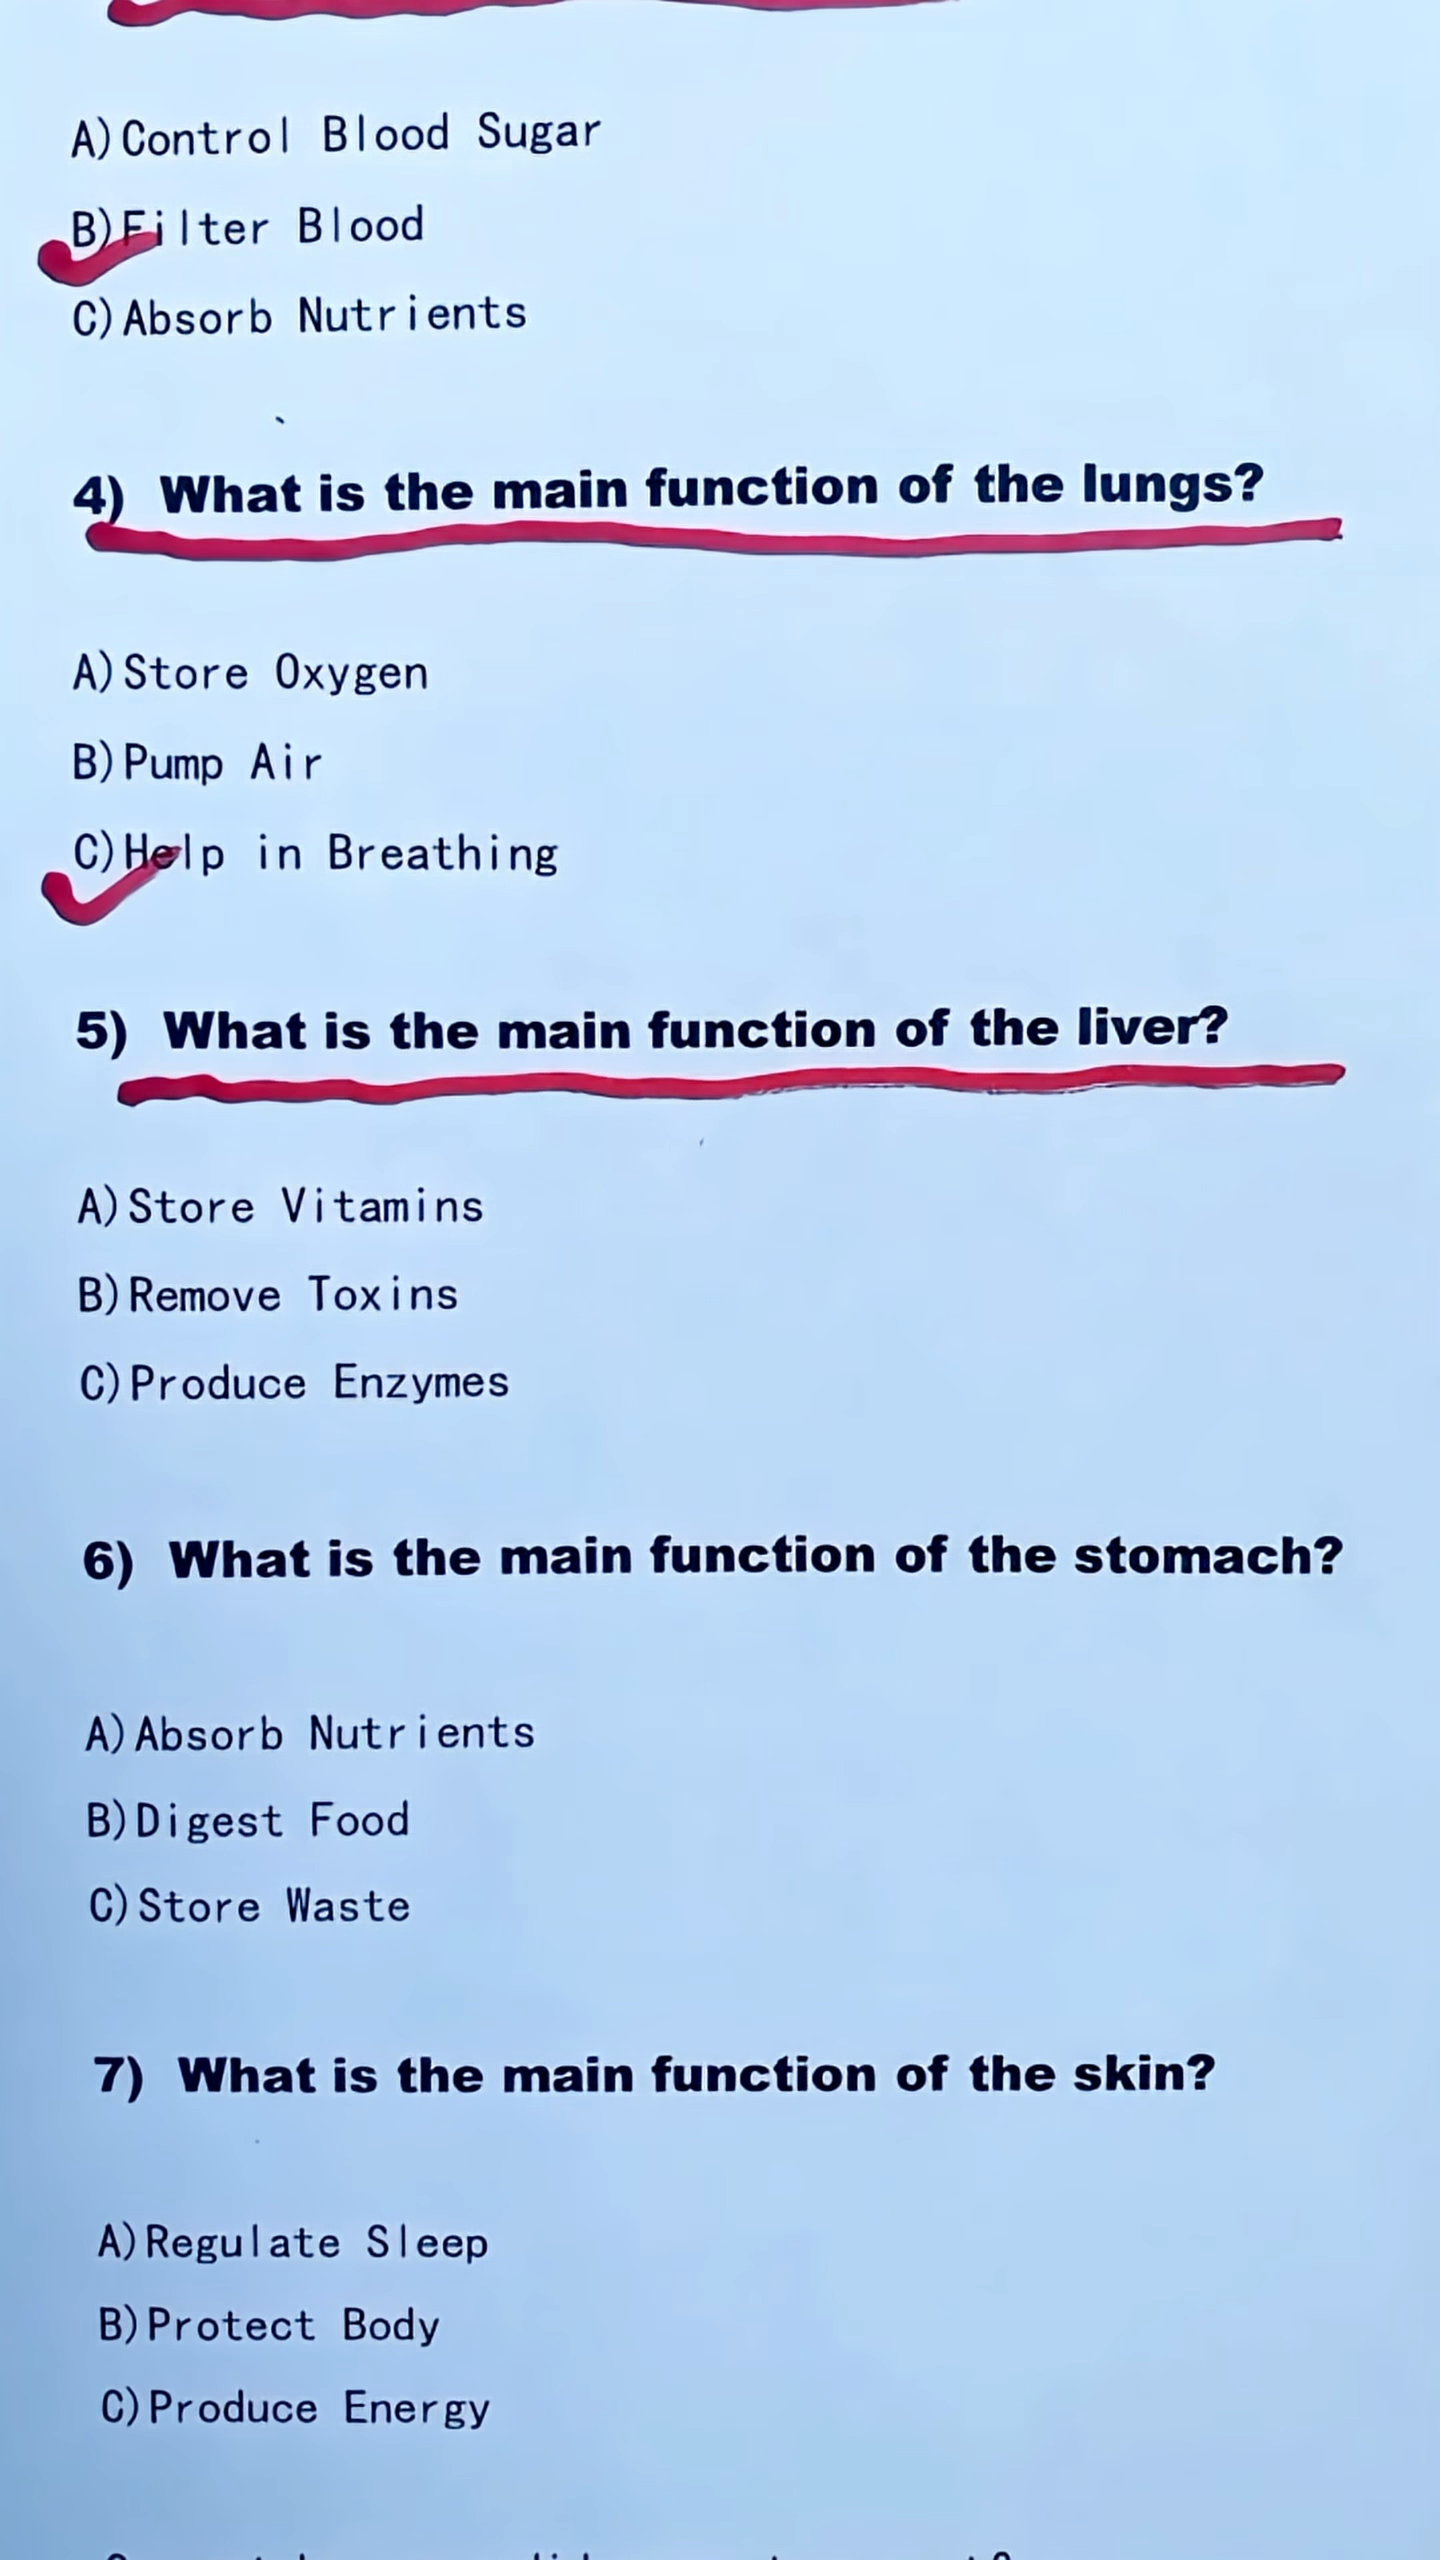 A)Control Blood Sugar
B)Filter Blood
C)Absorb Nutrients
4) What is the main function of the lungs?
A)Store Oxygen
B)Pump Air
C)Help in Breathing
5) What is the main function of the liver?
A)Store Vitamins
B)Remove Toxins
C)Produce Enzymes
6) What is the main function of the stomach?
A)Absorb Nutrients
B)Digest Food
C)Store Waste
7) What is the main function of the skin?
A)Regulate Sleep
B)Protect Body
C)Produce Energy